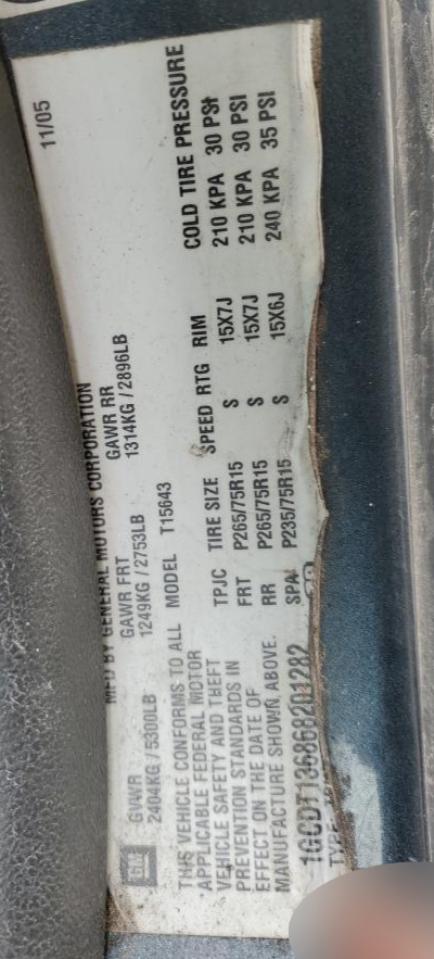 MFD BY GENERAL MOTORS CORPORATION 11/05
GM
GVWR GAWR FRT GAWR RR
2404KG/5300LB 1249KG/2753LB 1314KG/2896LB
THIS VEHICLE CONFORMS TO ALL
APPLICABLE FEDERAL MOTOR
VEHICLE SAFETY AND THEFT
PREVENTION STANDARDS IN
EFFECT ON THE DATE OF
MANUFACTURE SHOWN ABOVE.
MODEL T15643
TPJC TIRE SIZE SPEED RTG RIM COLD TIRE PRESSURE
FRT P265/75R15 S 15X7J 210 KPA 30 PSI
RR P265/75R15 S 15X7J 210 KPA 30 PSI
SPA P235/75R15 S 15X6J 240 KPA 35 PSI
1GCDT136868201282
TYPE